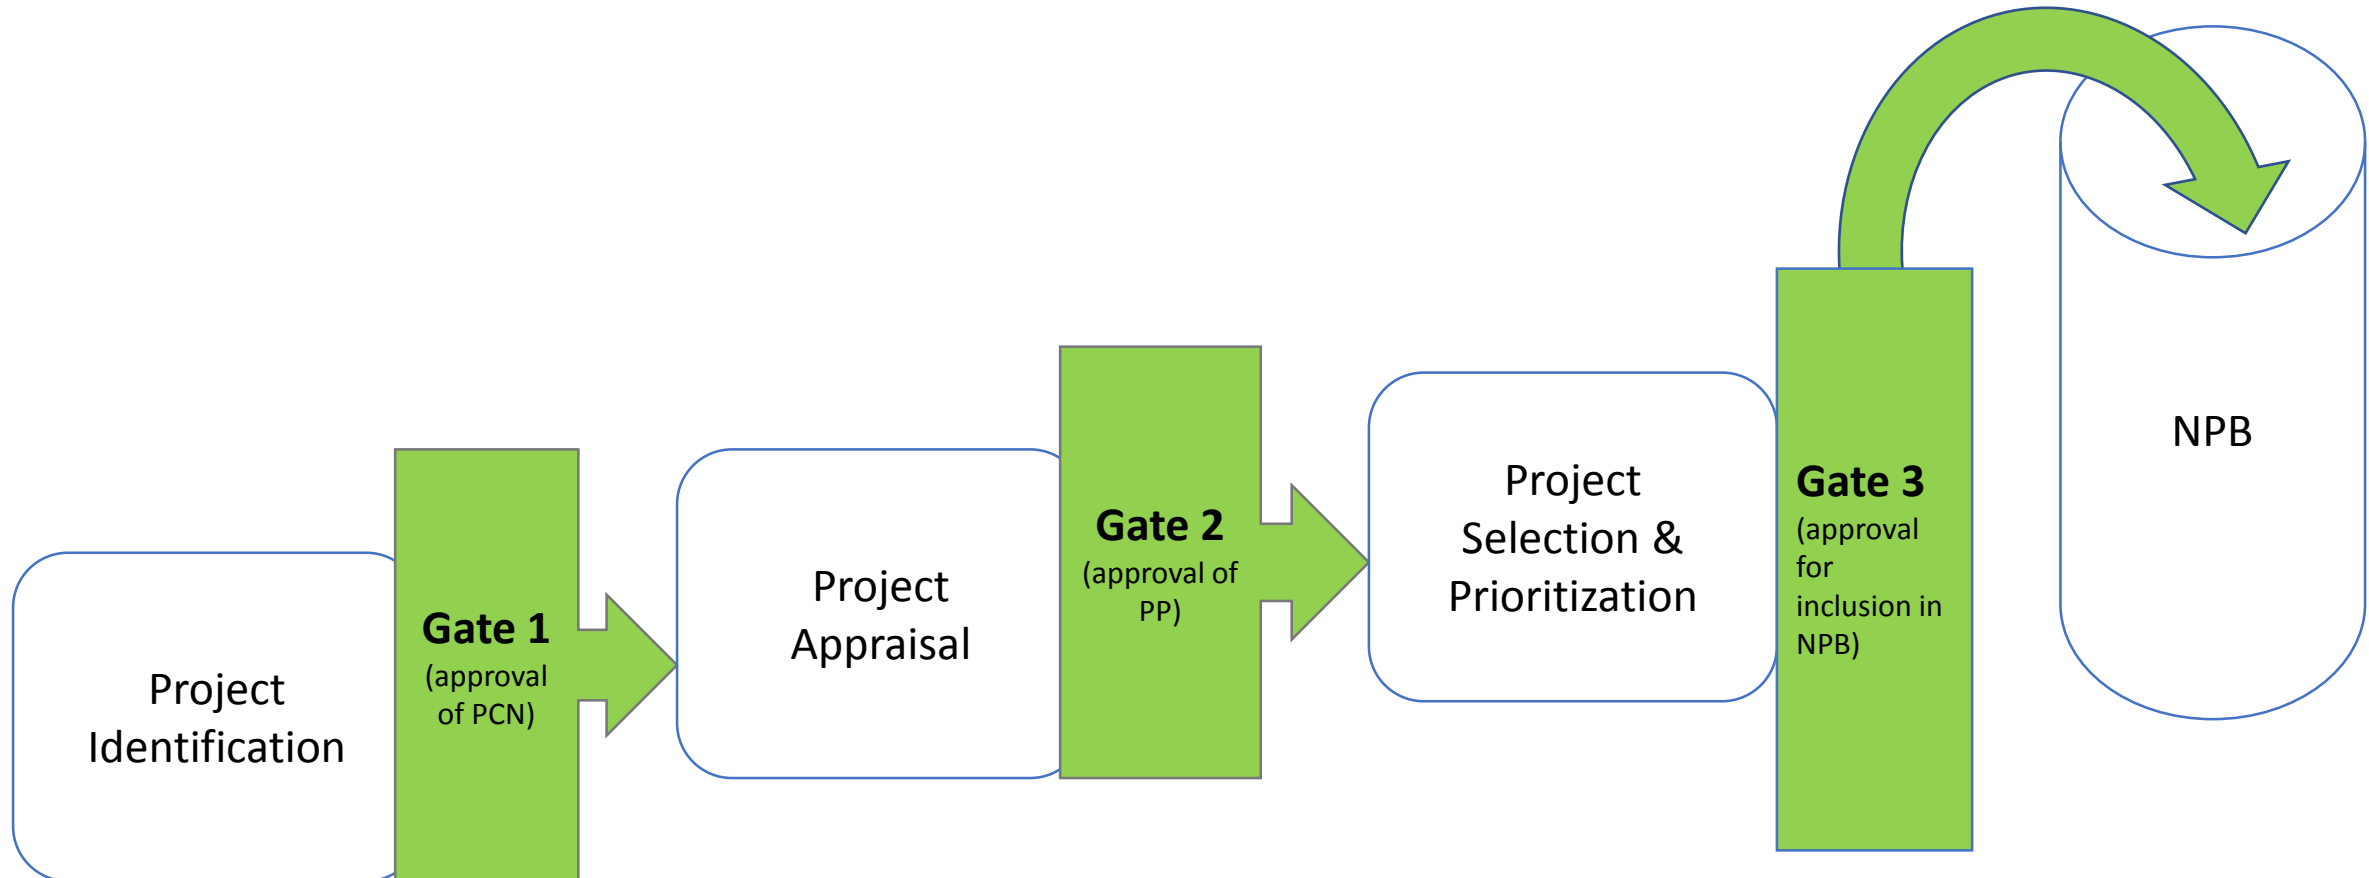 Project
Identification
Gate 1
(approval
of PCN)
Project
Appraisal
Gate 2
(approval of
PP)
Project
Selection &
Prioritization
Gate 3
(approval
for
inclusion in
NPB)
NPB